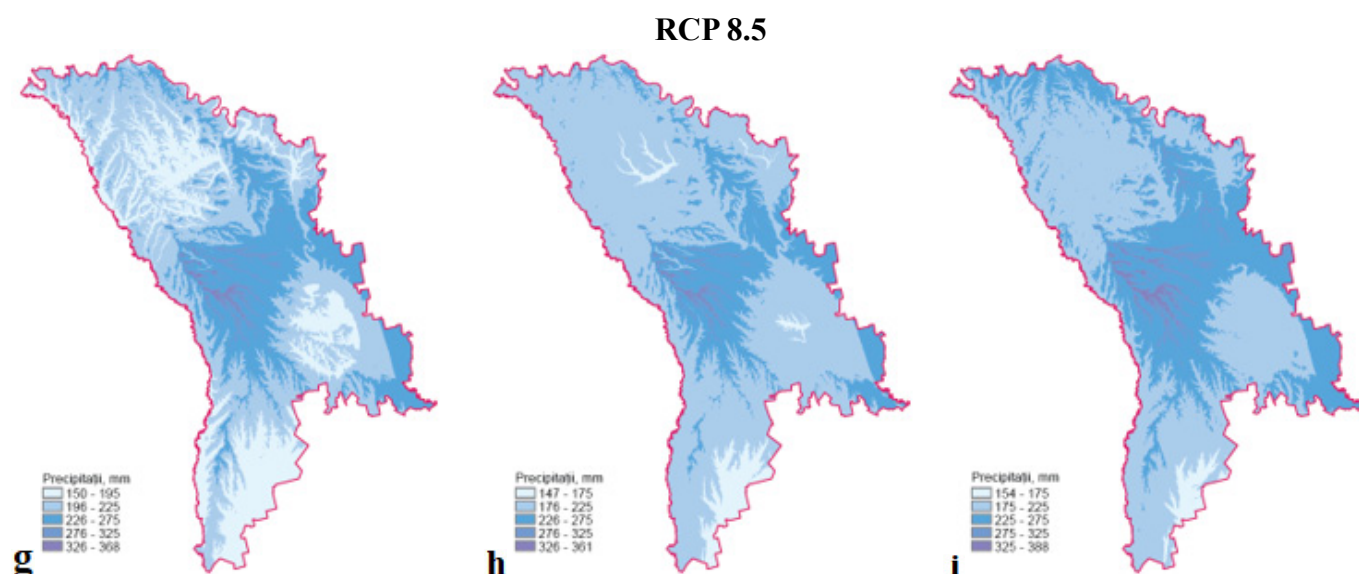 RCP 8.5
Precipitații, mm
150 - 195
196 - 225
226 - 275
276 - 325
326 - 368
g
Precipitații, mm
147 - 175
176 - 225
226 - 275
276 - 325
326 - 361
h
Precipitații, mm
154 - 175
175 - 225
225 - 275
275 - 325
325 - 388
i